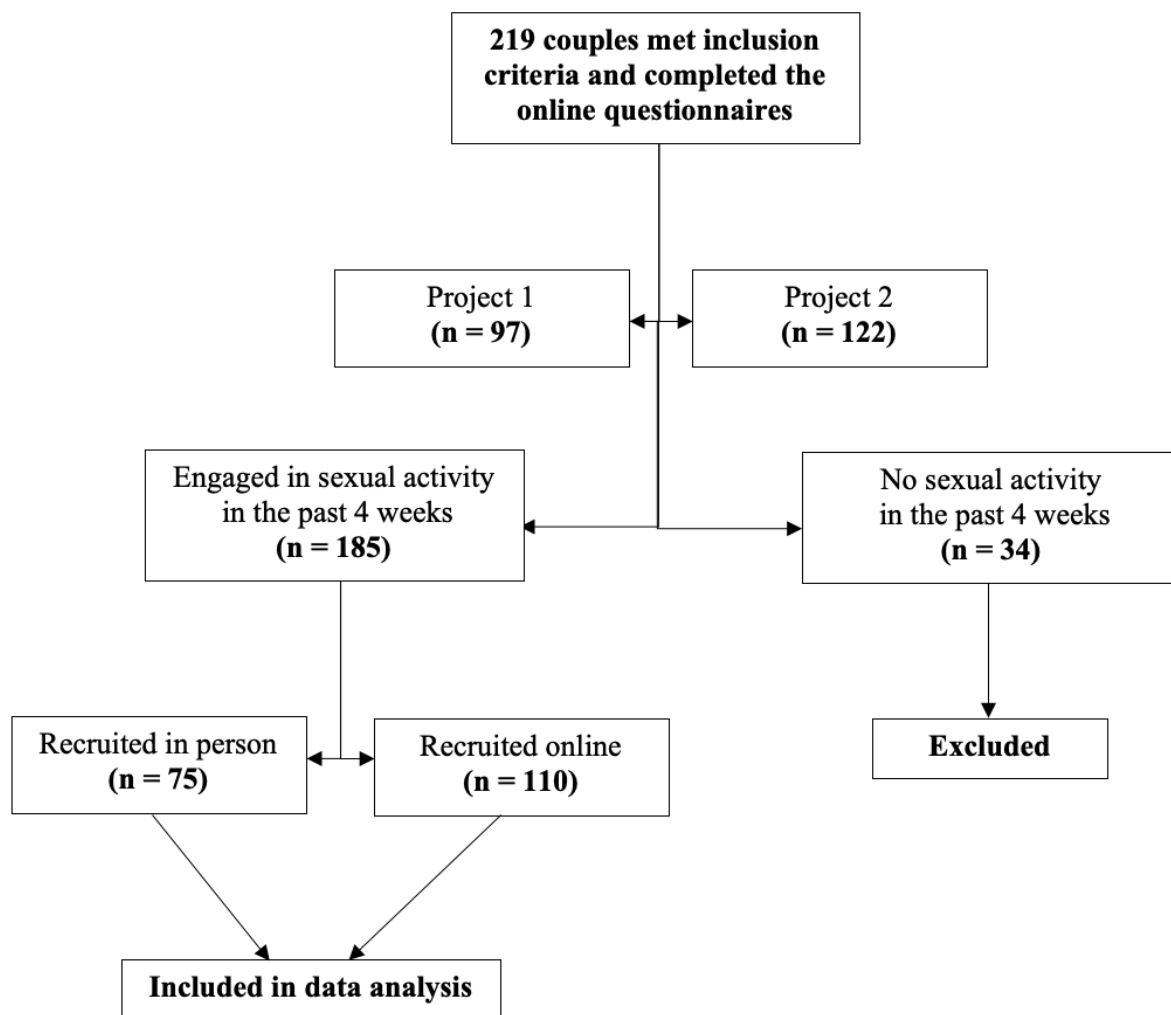 219 couples met inclusion
criteria and completed the
online questionnaires
Project 1
(n = 97)
Project 2
(n = 122)
Engaged in sexual activity
in the past 4 weeks
(n = 185)
No sexual activity
in the past 4 weeks
(n = 34)
Recruited in person
(n = 75)
Recruited online
(n = 110)
Excluded
Included in data analysis